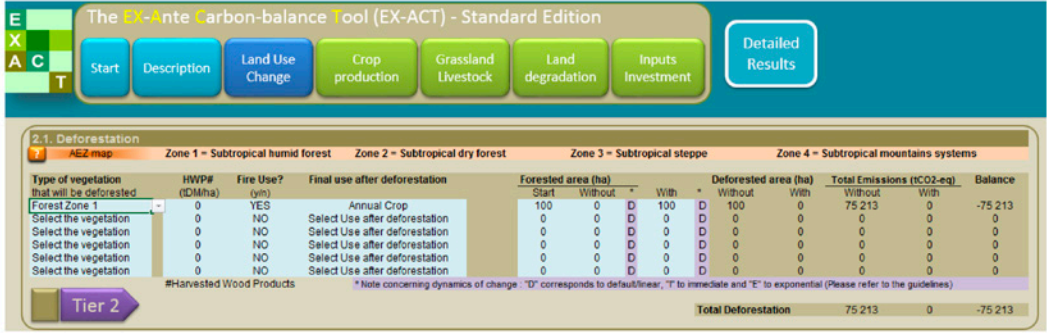 The EX-Ante Carbon-balance Tool (EX-ACT) - Standard Edition
E
X
A C
T
Start
Description
Land Use
Change
Crop
production
Grassland
Livestock
Land
degradation
Inputs
Investment
Detailed
Results
2.1. Deforestation
? AEZ map Zone 1 = Subtropical humid forest Zone 2 = Subtropical dry forest Zone 3 = Subtropical steppe Zone 4 = Subtropical mountains systems
Type of vegetation HWP# Fire Use? Final use after deforestation Forested area (ha) Deforested area (ha) Total Emissions (tCO2-eq) Balance
that will be deforested (tDM/ha) (y/n) Start Without * With * Without With Without With
Forest Zone 1 0 YES Annual Crop 100 0 D 100 D 100 0 75 213 0 -75 213
Select the vegetation 0 NO Select Use after deforestation 0 0 D 0 D 0 0 0 0 0
Select the vegetation 0 NO Select Use after deforestation 0 0 D 0 D 0 0 0 0 0
Select the vegetation 0 NO Select Use after deforestation 0 0 D 0 D 0 0 0 0 0
Select the vegetation 0 NO Select Use after deforestation 0 0 D 0 D 0 0 0 0 0
Select the vegetation 0 NO Select Use after deforestation 0 0 D 0 D 0 0 0 0 0
#Harvested Wood Products * Note concerning dynamics of change : "D" corresponds to default/linear, "I" to immediate and "E" to exponential (Please refer to the guidelines)
Tier 2
Total Deforestation 75 213 0 -75 213